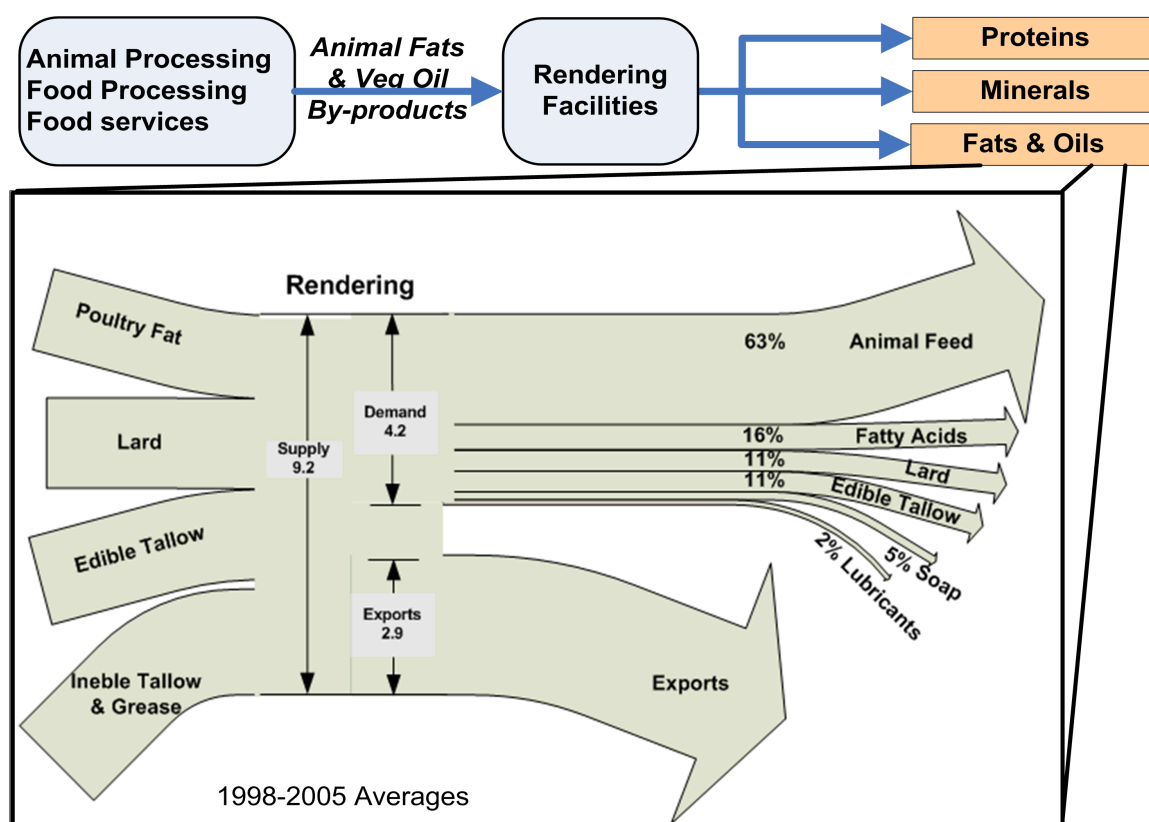 Animal Processing
Food Processing
Food services
Animal Fats
& Veg Oil
By-products
Rendering
Facilities
Proteins
Minerals
Fats & Oils
Rendering
Poultry Fat
Lard
Edible Tallow
Ineble Tallow
& Grease
Supply
9.2
Demand
4.2
Exports
2.9
63%
Animal Feed
16%
Fatty Acids
11%
Lard
11%
Edible Tallow
5% Soap
2% Lubricants
Exports
1998-2005 Averages